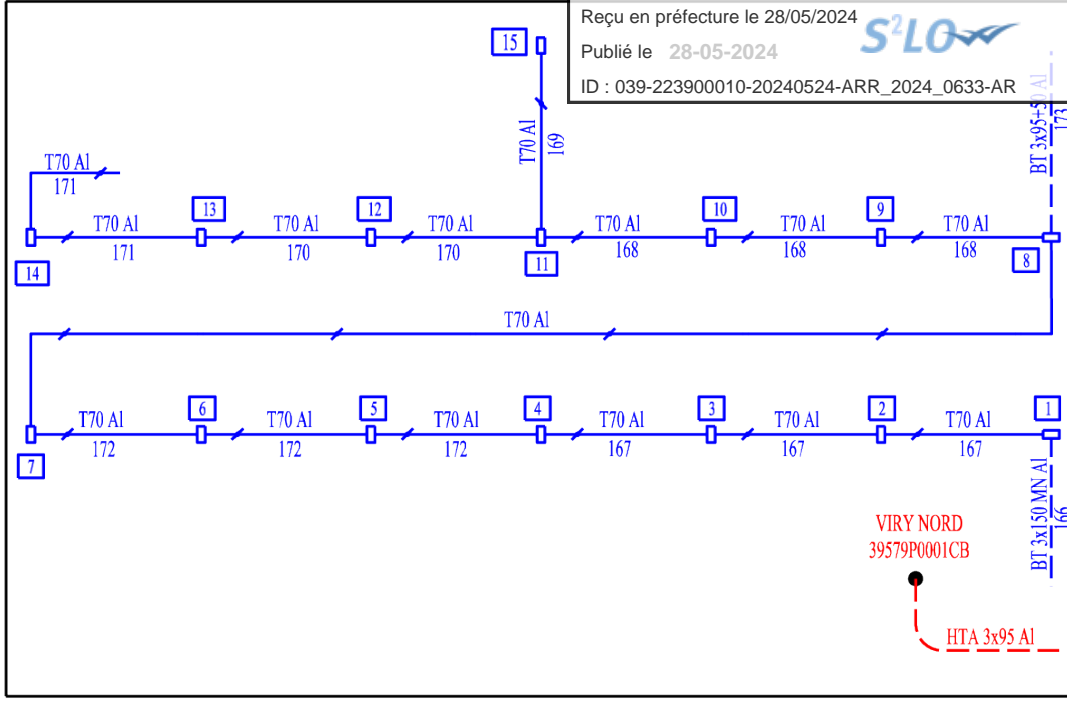 Reçu en préfecture le 28/05/2024
Publié le 28-05-2024
S²LO
ID : 039-223900010-20240524-ARR_2024_0633-AR
15
T70 Al
169
BT 3x95+50 Al
173
T70 Al
171
13
12
10
9
T70 Al
171
T70 Al
170
T70 Al
170
T70 Al
168
T70 Al
168
T70 Al
168
14
11
8
T70 Al
6
5
4
3
2
1
T70 Al
172
T70 Al
172
T70 Al
172
T70 Al
167
T70 Al
167
T70 Al
167
7
BT 3x150 MN Al
166
VIRY NORD
39579P0001CB
HTA 3x95 Al